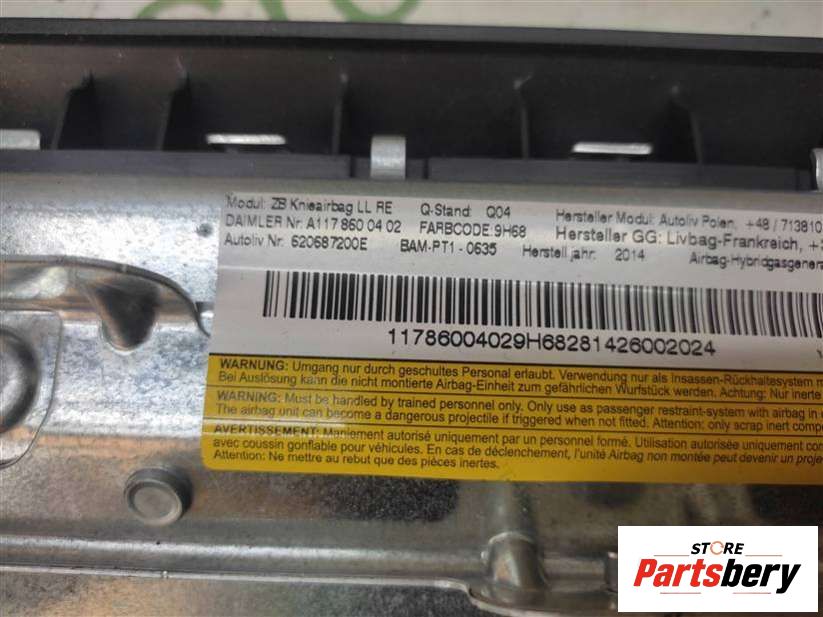 Modul: ZB Knieairbag LL RE Q-Stand: Q04 Hersteller Modul: Autoliv Polen, +48 / 713810
DAIMLER Nr: A117 860 04 02 FARBCODE: 9H68 Hersteller GG: Livbag-Frankreich,
Autoliv Nr: 620687200E BAM-PT1 - 0635 Herstelljahr: 2014 Airbag-Hybridgasgenera
11786004029H68281426002024
WARNUNG: Umgang nur durch geschultes Personal erlaubt. Verwendung nur als Insassen-Rückhaltesystem
Bei Auslösung kann die nicht montierte Airbag-Einheit zum gefährlichen Wurfstück werden. Achtung: Nur inerte
WARNING: Must be handled by trained personnel only. Only use as passenger restraint-system with airbag in
The airbag unit can become a dangerous projectile if triggered when not fitted. Attention: only scrap inert comp
AVERTISSEMENT: Maniement autorisé uniquement par un personnel formé. Utilisation autorisée uniquement con
avec coussin gonflable pour véhicules. En cas de déclenchement, l'unité Airbag non montée peut devenir un proje
Attention: Ne mettre au rebut que des pièces inertes.
STORE
Partsbery